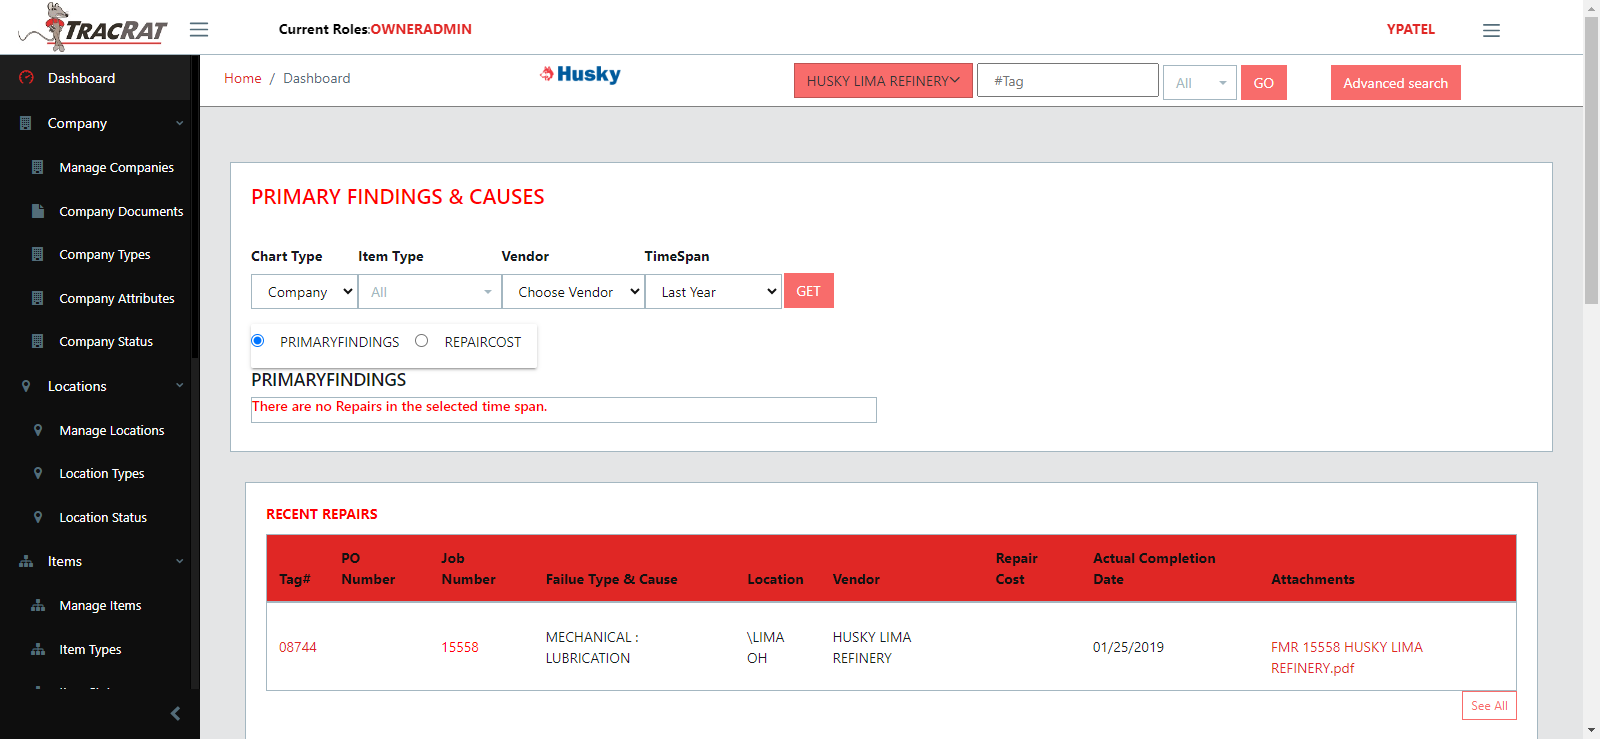 TRACRAT
Current Roles:OWNERADMIN
YPATEL
Dashboard
Company
Manage Companies
Company Documents
Company Types
Company Attributes
Company Status
Locations
Manage Locations
Location Types
Location Status
Items
Manage Items
Item Types
Home / Dashboard
Husky
HUSKY LIMA REFINERY
#Tag
All
GO
Advanced search
PRIMARY FINDINGS & CAUSES
Chart Type Item Type Vendor TimeSpan
Company All Choose Vendor Last Year GET
PRIMARYFINDINGS REPAIRCOST
PRIMARYFINDINGS
There are no Repairs in the selected time span.
RECENT REPAIRS
Tag# PO Number Job Number Failue Type & Cause Location Vendor Repair Cost Actual Completion Date Attachments
08744 15558 MECHANICAL : LUBRICATION \LIMA OH HUSKY LIMA REFINERY 01/25/2019 FMR 15558 HUSKY LIMA REFINERY.pdf
See All